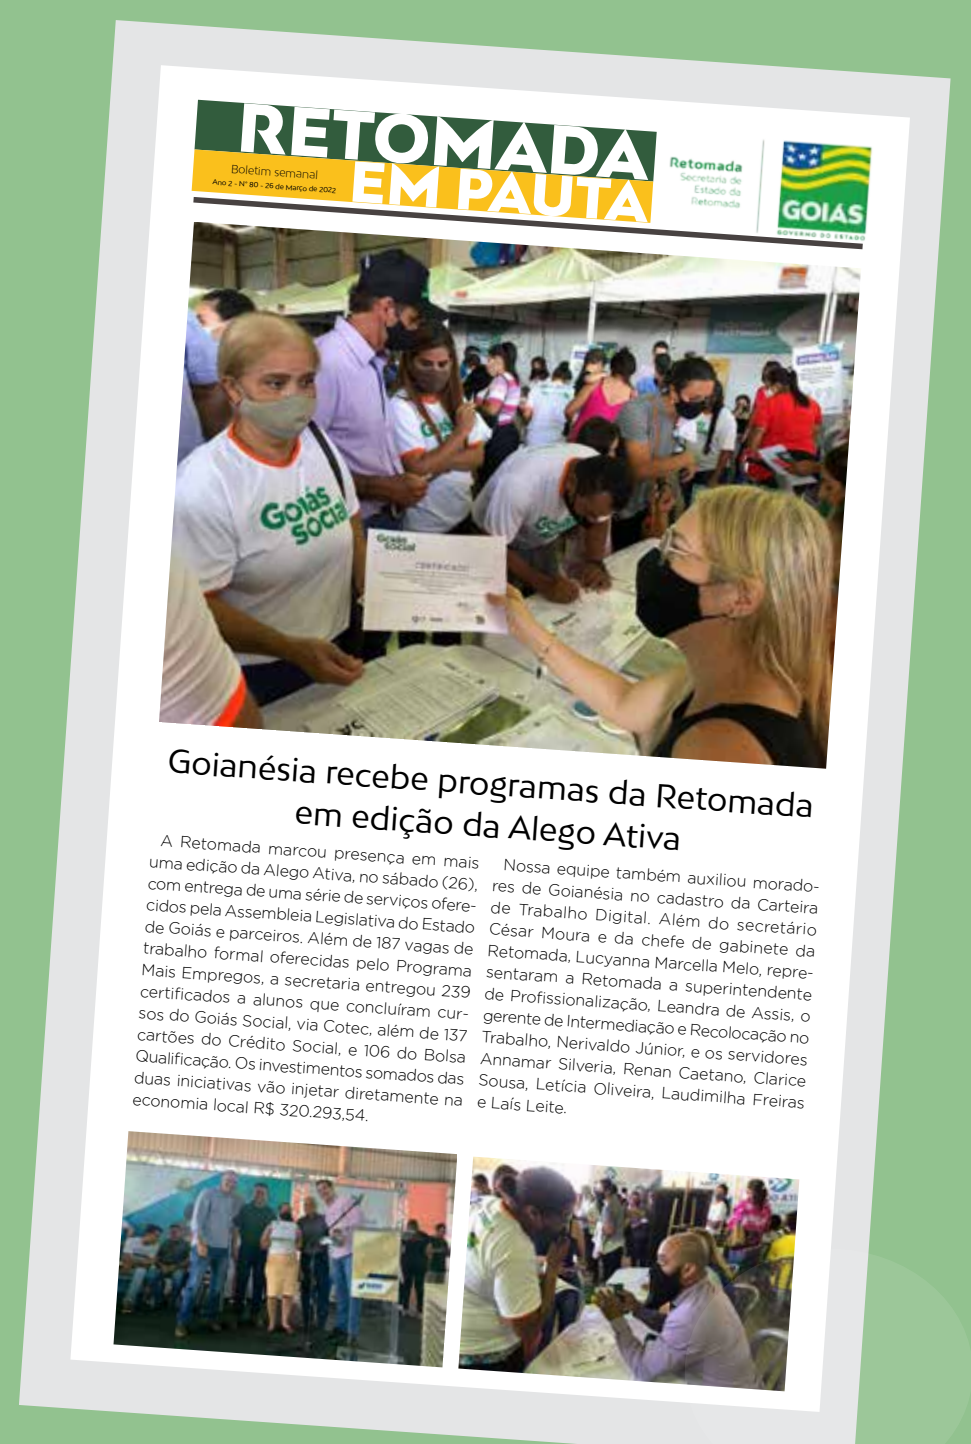 RETOMADA
EM PAUTA
Boletim semanal
Ano 2 - N° 80 - 26 de Março de 2022
Retomada
Secretaria de
Estado da
Retomada
GOIÁS
GOVERNO DO ESTADO
Goiás
Social
Goiás
Social
CERTIFICADO
Goianésia recebe programas da Retomada
em edição da Alego Ativa
A Retomada marcou presença em mais
uma edição da Alego Ativa, no sábado (26),
com entrega de uma série de serviços ofere-
cidos pela Assembleia Legislativa do Estado
de Goiás e parceiros. Além de 187 vagas de
trabalho formal oferecidas pelo Programa
Mais Empregos, a secretaria entregou 239
certificados a alunos que concluíram cur-
sos do Goiás Social, via Cotec, além de 137
cartões do Crédito Social, e 106 do Bolsa
Qualificação. Os investimentos somados das
duas iniciativas vão injetar diretamente na
economia local R$ 320.293,54.
Nossa equipe também auxiliou morado-
res de Goianésia no cadastro da Carteira
de Trabalho Digital. Além do secretário
César Moura e da chefe de gabinete da
Retomada, Lucyanna Marcella Melo, repre-
sentaram a Retomada a superintendente
de Profissionalização, Leandra de Assis, o
gerente de Intermediação e Recolocação no
Trabalho, Nerivaldo Júnior, e os servidores
Annamar Silveria, Renan Caetano, Clarice
Sousa, Letícia Oliveira, Laudimilha Freiras
e Laís Leite.